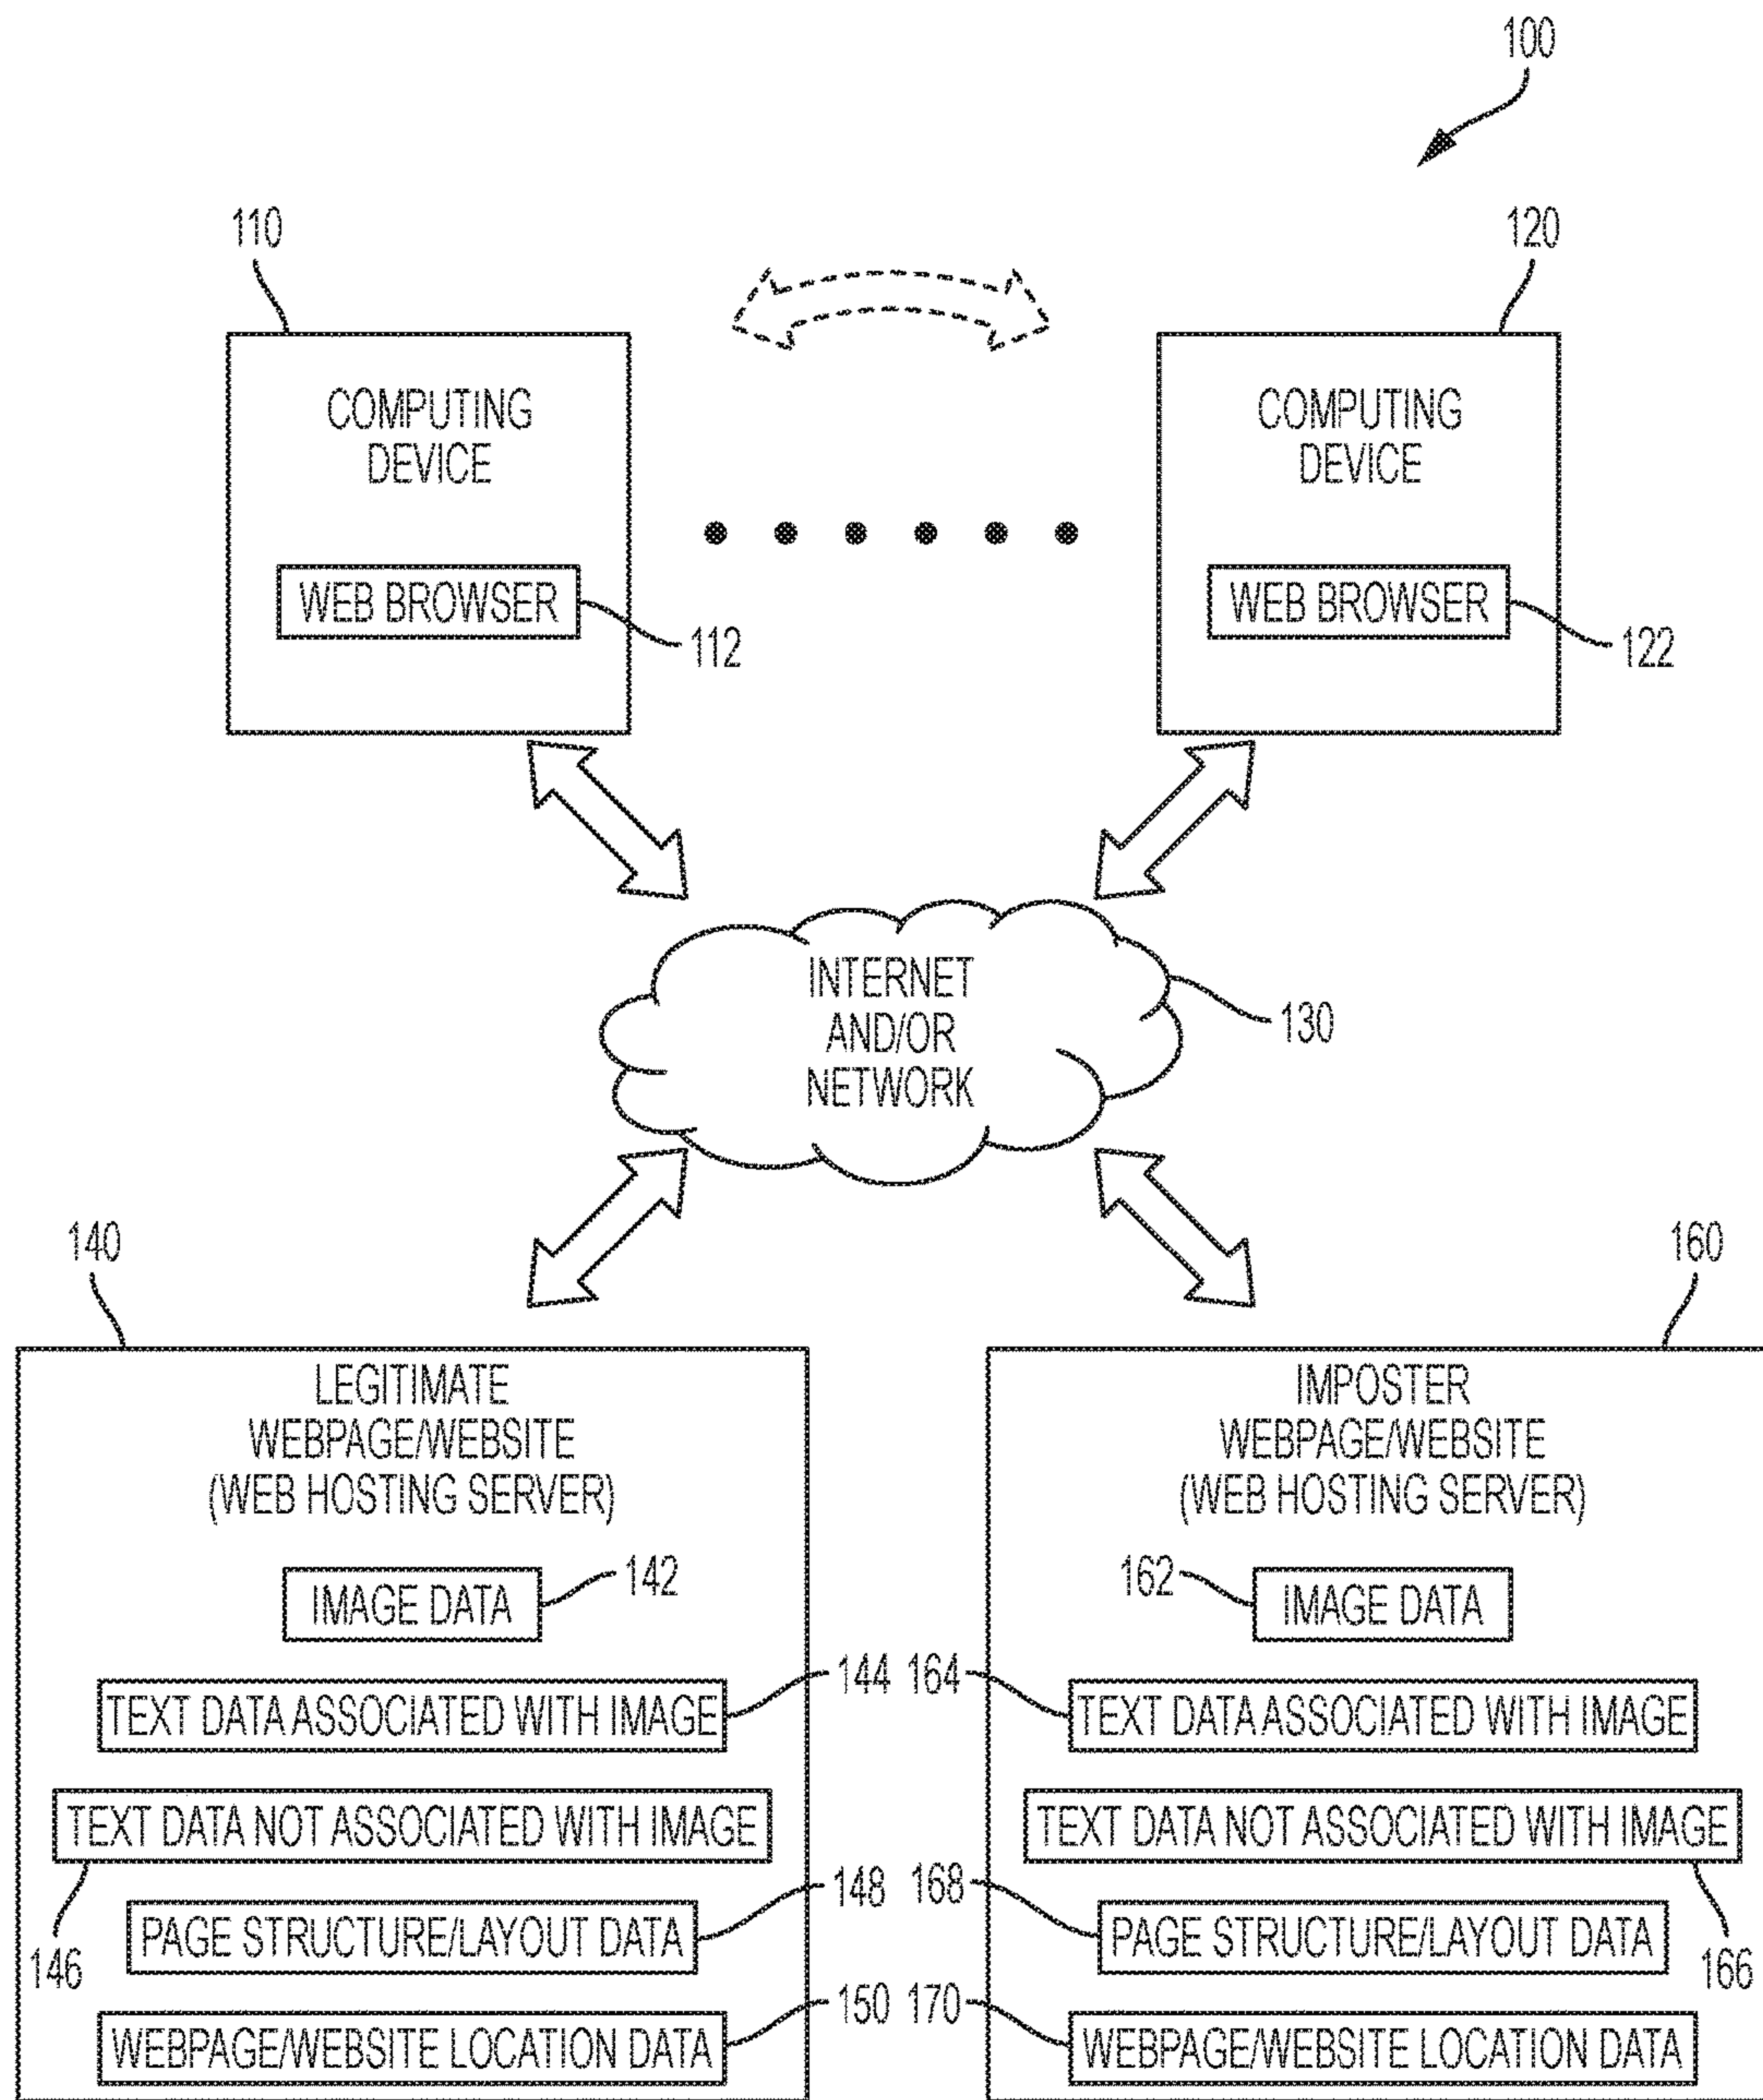 100
110
120
COMPUTING
DEVICE
COMPUTING
DEVICE
WEB BROWSER
WEB BROWSER
112
122
INTERNET
AND/OR
NETWORK
130
140
160
LEGITIMATE
WEBPAGE/WEBSITE
(WEB HOSTING SERVER)
IMAGE DATA
142
TEXT DATA ASSOCIATED WITH IMAGE
144
TEXT DATA NOT ASSOCIATED WITH IMAGE
146
PAGE STRUCTURE/LAYOUT DATA
148
WEBPAGE/WEBSITE LOCATION DATA
150
IMPOSTER
WEBPAGE/WEBSITE
(WEB HOSTING SERVER)
162
IMAGE DATA
164
TEXT DATA ASSOCIATED WITH IMAGE
TEXT DATA NOT ASSOCIATED WITH IMAGE
166
168
PAGE STRUCTURE/LAYOUT DATA
170
WEBPAGE/WEBSITE LOCATION DATA